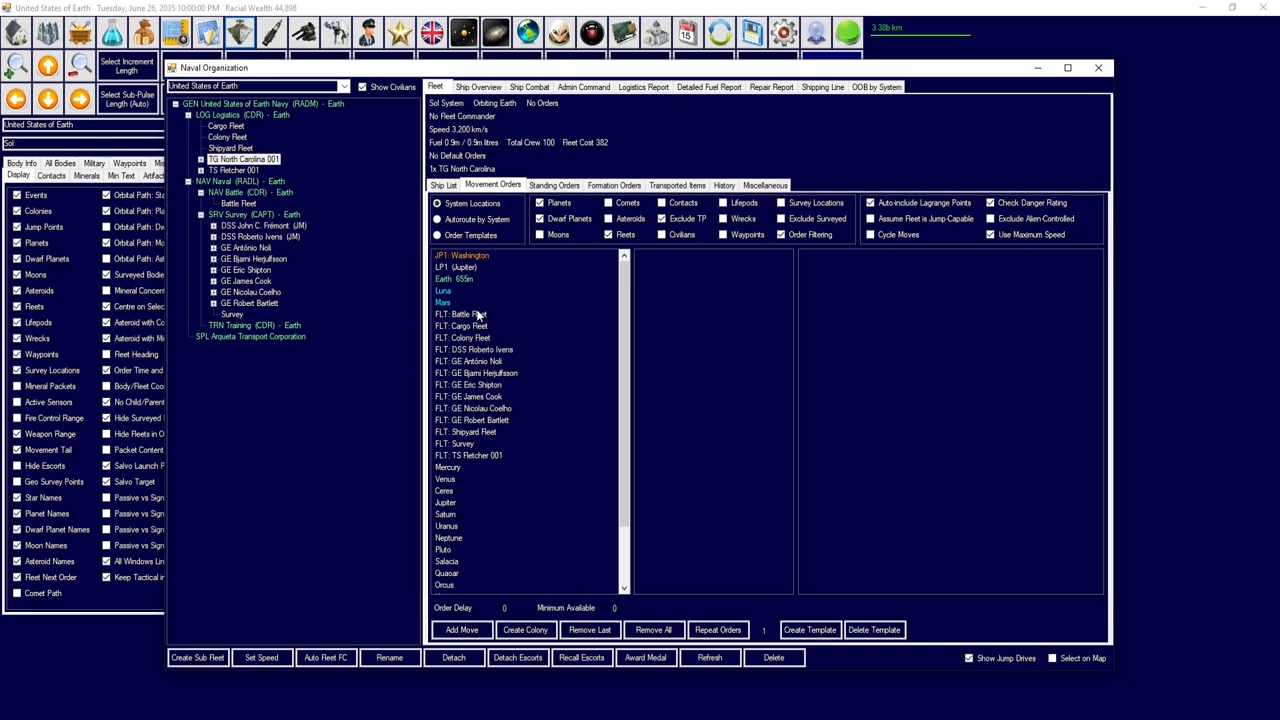 United States of Earth   Tuesday, June 26, 2035 10:00:00 PM   Racial Wealth 44,898
3.38b km
Select Increment Length
Select Sub-Pulse Length (Auto)
United States of Earth
Sol
Body Info   All Bodies   Military   Waypoints
Display   Contacts   Minerals   Min Text
Events
Colonies
Jump Points
Planets
Dwarf Planets
Moons
Asteroids
Fleets
Lifepods
Wrecks
Waypoints
Survey Locations
Mineral Packets
Active Sensors
Fire Control Range
Weapon Range
Movement Tail
Hide Escorts
Geo Survey Points
Star Names
Planet Names
Dwarf Planet Names
Moon Names
Asteroid Names
Fleet Next Order
Comet Path
Orbital Path: Sta
Orbital Path: Pla
Orbital Path: Dw
Orbital Path: Mo
Orbital Path: Ast
Orbital Path: Co
Surveyed Bodie
Mineral Concen
Centre on Selec
Asteroid with Co
Asteroid with Mi
Fleet Heading
Order Time and
Body/Fleet Coo
No Child/Parent
Hide Surveyed
Hide Fleets in O
Packet Content
Salvo Launch P
Salvo Target
Passive vs Sign
Passive vs Sign
Passive vs Sign
Passive vs Sign
All Windows Lin
Keep Tactical in
Naval Organization
United States of Earth   Show Civilians
GEN United States of Earth Navy (RADM) - Earth
LOG Logistics (CDR) - Earth
Cargo Fleet
Colony Fleet
Shipyard Fleet
TG North Carolina 001
TS Fletcher 001
NAV Naval (RADL) - Earth
NAV Battle (CDR) - Earth
Battle Fleet
SRV Survey (CAPT) - Earth
DSS John C. Frémont (JM)
DSS Roberto Ivens (JM)
GE António Noli
GE Bjarni Herjulfsson
GE Eric Shipton
GE James Cook
GE Nicolau Coelho
GE Robert Bartlett
Survey
TRN Training (CDR) - Earth
SPL Arqueta Transport Corporation
Fleet   Ship Overview   Ship Combat   Admin Command   Logistics Report   Detailed Fuel Report   Repair Report   Shipping Line   OOB by System
Sol System   Orbiting Earth   No Orders
No Fleet Commander
Speed 3,200 km/s
Fuel 0.9m / 0.9m litres   Total Crew 100   Fleet Cost 382
No Default Orders
1x TG North Carolina
Ship List   Movement Orders   Standing Orders   Formation Orders   Transported Items   History   Miscellaneous
System Locations   Planets   Comets   Contacts   Lifepods   Survey Locations   Auto-include Lagrange Points   Check Danger Rating
Autoroute by System   Dwarf Planets   Asteroids   Exclude TP   Wrecks   Exclude Surveyed   Assume Fleet is Jump-Capable   Exclude Alien-Controlled
Order Templates   Moons   Fleets   Civilians   Waypoints   Order Filtering   Cycle Moves   Use Maximum Speed
JP1: Washington
LP1 (Jupiter)
Earth  655m
Luna
Mars
FLT: Battle Fleet
FLT: Cargo Fleet
FLT: Colony Fleet
FLT: DSS Roberto Ivens
FLT: GE António Noli
FLT: GE Bjarni Herjulfsson
FLT: GE Eric Shipton
FLT: GE James Cook
FLT: GE Nicolau Coelho
FLT: GE Robert Bartlett
FLT: Shipyard Fleet
FLT: Survey
FLT: TS Fletcher 001
Mercury
Venus
Ceres
Jupiter
Saturn
Uranus
Neptune
Pluto
Salacia
Quaoar
Orcus
Order Delay   0   Minimum Available   0
Add Move   Create Colony   Remove Last   Remove All   Repeat Orders   1   Create Template   Delete Template
Create Sub Fleet   Set Speed   Auto Fleet FC   Rename   Detach   Detach Escorts   Recall Escorts   Award Medal   Refresh   Delete   Show Jump Drives   Select on Map